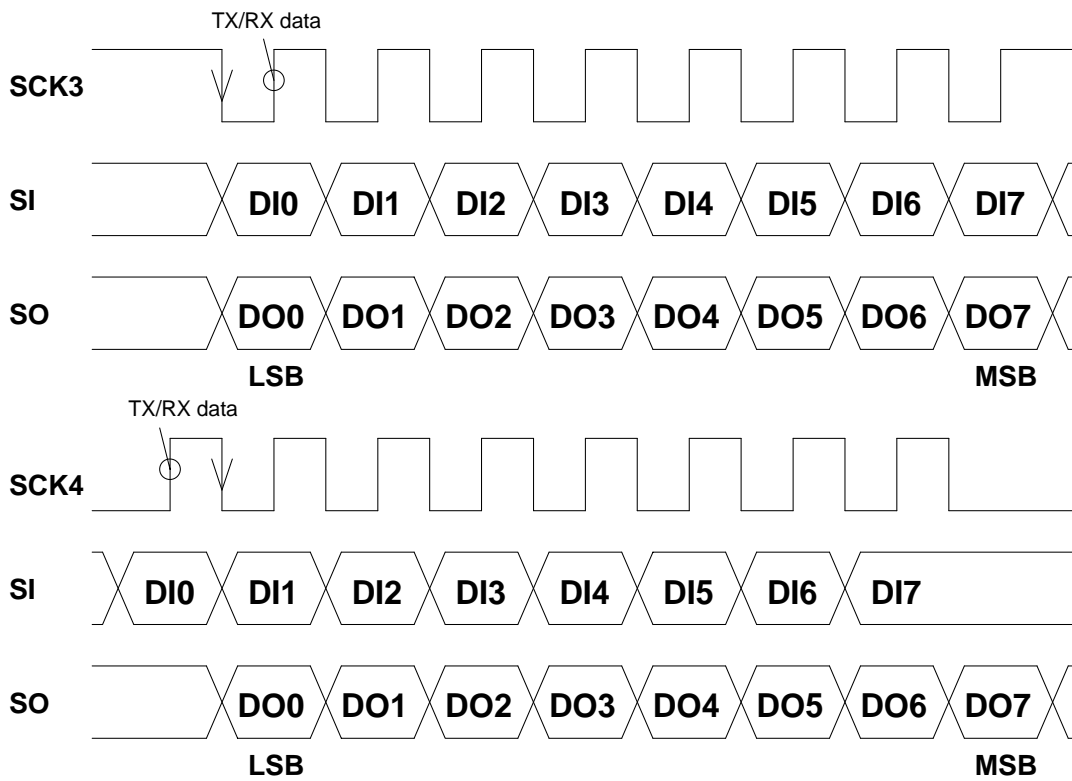 TX/RX data
SCK3
SI DI0 DI1 DI2 DI3 DI4 DI5 DI6 DI7
SO DO0 DO1 DO2 DO3 DO4 DO5 DO6 DO7
LSB MSB
TX/RX data
SCK4
SI DI0 DI1 DI2 DI3 DI4 DI5 DI6 DI7
SO DO0 DO1 DO2 DO3 DO4 DO5 DO6 DO7
LSB MSB